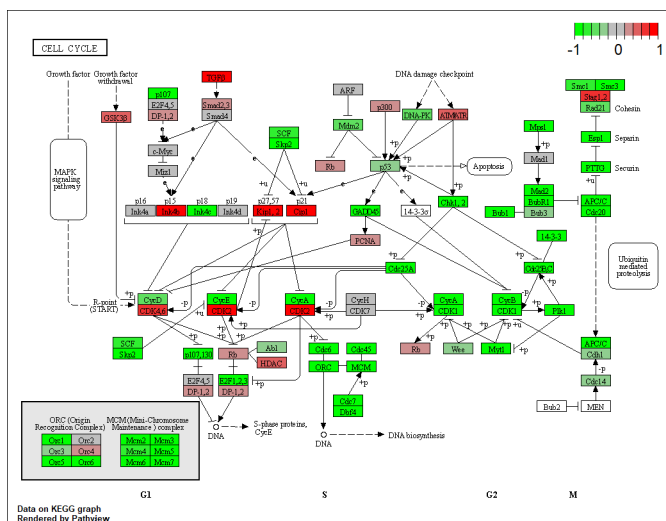 CELL CYCLE
-1 0 1
Growth factor
Growth factor
withdrawal
DNA damage checkpoint
p107
E2F4,5
DP-1,2
TGFβ
GSK3β
Smad2,3
Smad4
ARF
Mdm2
p300
DNA-PK
ATM/ATR
Smc1 Smc3
Stag1,2
Rad21
Cohesin
Mps1
Mad1
Esp1
Separin
PTTG
Securin
MAPK
signaling
pathway
c-Myc
Miz1
SCF
Skp2
Rb
p53
Apoptosis
Mad2
BubR1
Bub3
Bub1
APC/C
Cdc20
p16 p15 p18 p19
Ink4a Ink4b Ink4c Ink4d
p27,57 p21
Kip1, 2 Cip1
GADD45
14-3-3σ
Chk1, 2
PCNA
14-3-3
Cdc25A
Cdc25B,C
Ubiquitin
mediated
proteolysis
R-point
(START)
CycD
CDK4,6
CycE
CDK2
CycA
CDK2
CycH
CDK7
CycA
CDK1
CycB
CDK1
Plk1
SCF
Skp2
p107,130
Rb
Abl
HDAC
Cdc6 Cdc45
ORC MCM
Rb
Wee
Myt1
APC/C
Cdh1
Cdc14
E2F4,5
DP-1,2
E2F1,2,3
DP-1,2
Cdc7
Dbf4
Bub2 MEN
DNA
S-phase proteins,
CycE
DNA
DNA biosynthesis
ORC (Origin
Recognition Complex)
MCM (Mini-Chromosome
Maintenance) complex
Orc1 Orc2
Orc3 Orc4
Orc5 Orc6
Mcm2 Mcm3
Mcm4 Mcm5
Mcm6 Mcm7
G1 S G2 M
Data on KEGG graph
Rendered by Pathview